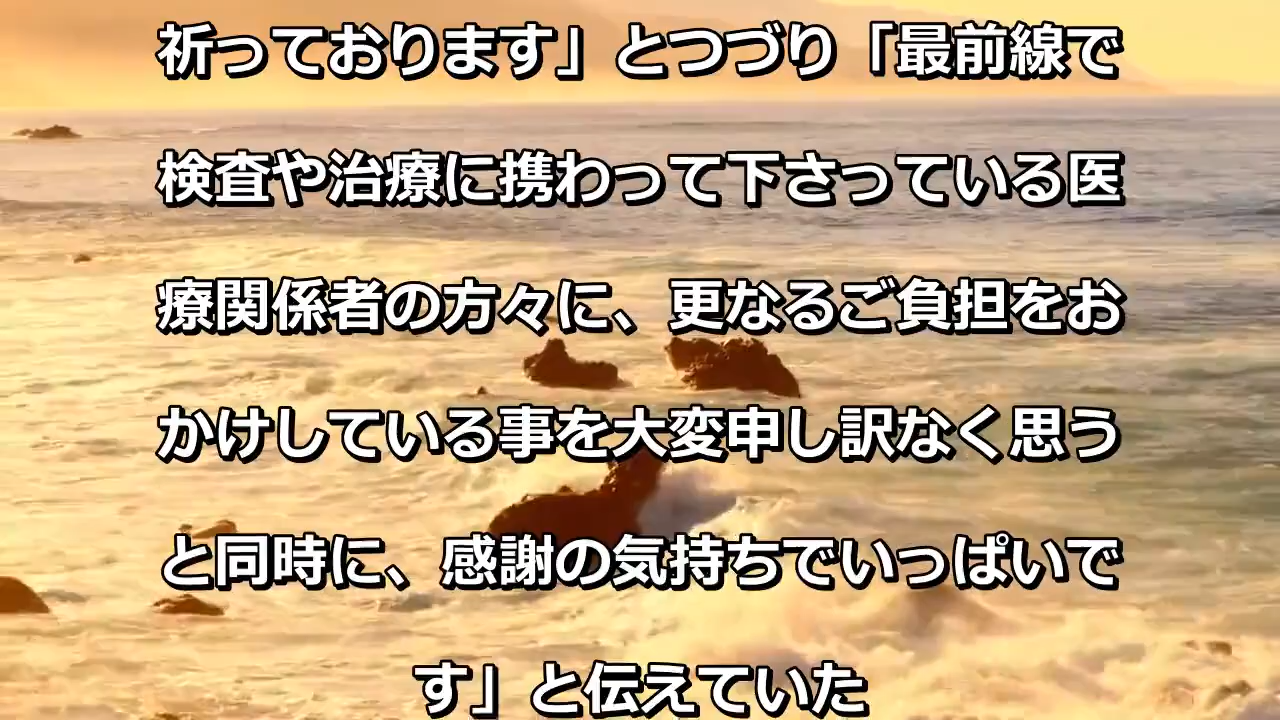 祈っております」とつづり「最前線で
検査や治療に携わって下さっている医
療関係者の方々に、更なるご負担をお
かけしている事を大変申し訳なく思う
と同時に、感謝の気持ちでいっぱいで
す」と伝えていた